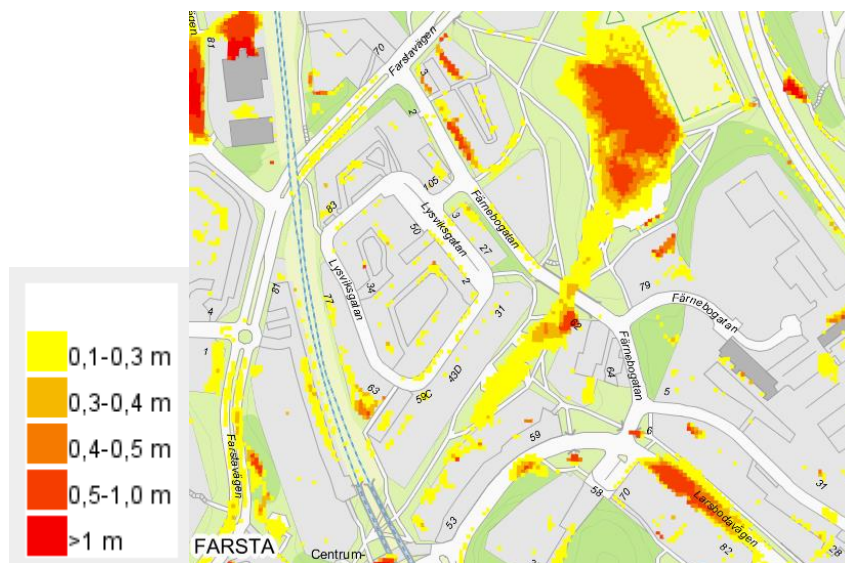 0,1-0,3 m
0,3-0,4 m
0,4-0,5 m
0,5-1,0 m
>1 m
81
70
Farstavägen
3
2
105
83
Lysviksgatan
3
Färnebogatan
50
27
Lysviksgatan
34
2
81
77
31
79
Färnebogatan
4
62
Färnebogatan
1
64
43D
63
59C
5
59
6
Farstavägen
58
70
Larsbodavägen
31
53
82
28
FARSTA
Centrum-